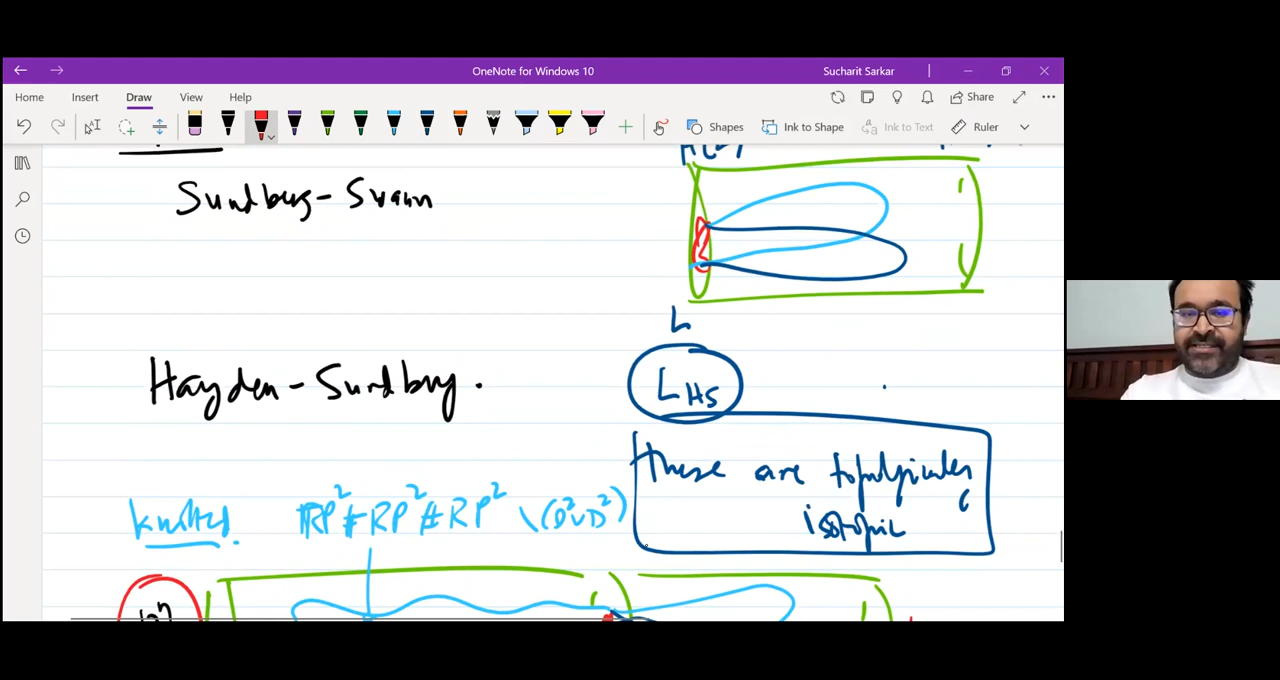 OneNote for Windows 10
Sucharit Sarkar
Home Insert Draw View Help
Share
Shapes Ink to Shape Ink to Text Ruler
Sundberg - Swann
L
Hayden - Sundberg.
L HS
These are topologically
isotopic
knotted. RP² # RP² # RP² \ (D² ∪ D²)